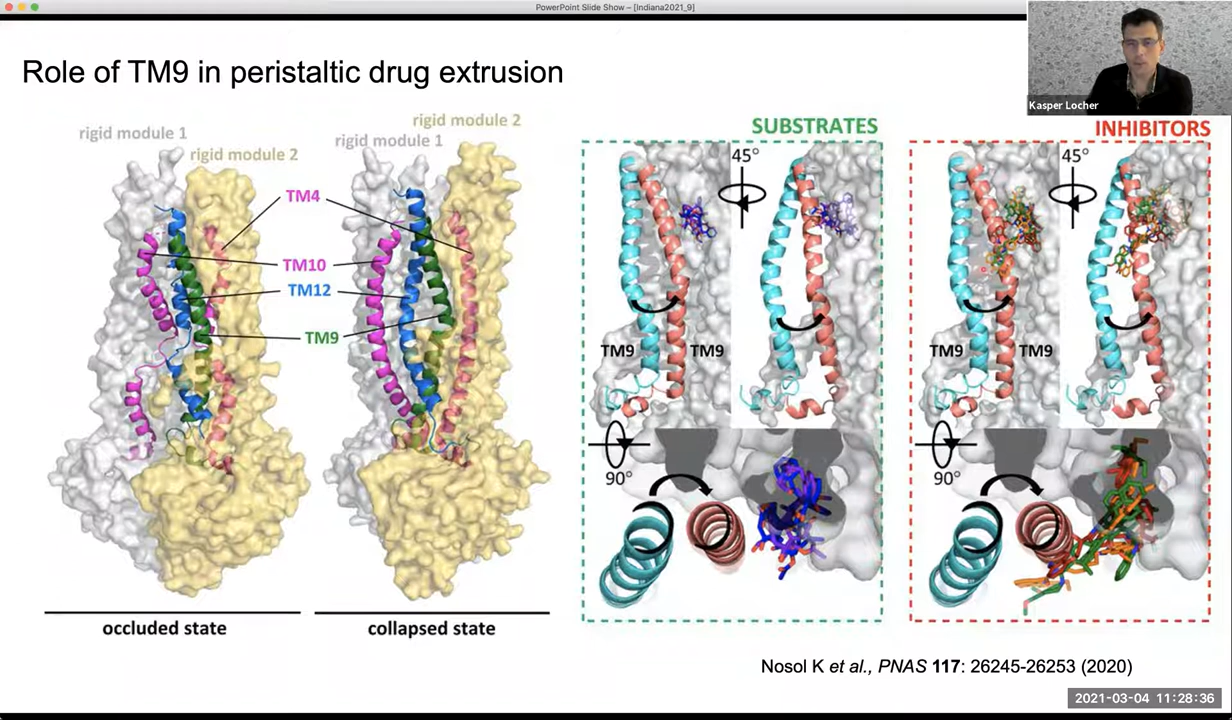 PowerPoint Slide Show – [Indiana2021_9]
Kasper Locher
Role of TM9 in peristaltic drug extrusion
rigid module 1
rigid module 2
rigid module 1
rigid module 2
TM4
TM10
TM12
TM9
occluded state
collapsed state
SUBSTRATES
45°
TM9
TM9
90°
INHIBITORS
45°
TM9
TM9
90°
Nosol K et al., PNAS 117: 26245-26253 (2020)
2021-03-04 11:28:36